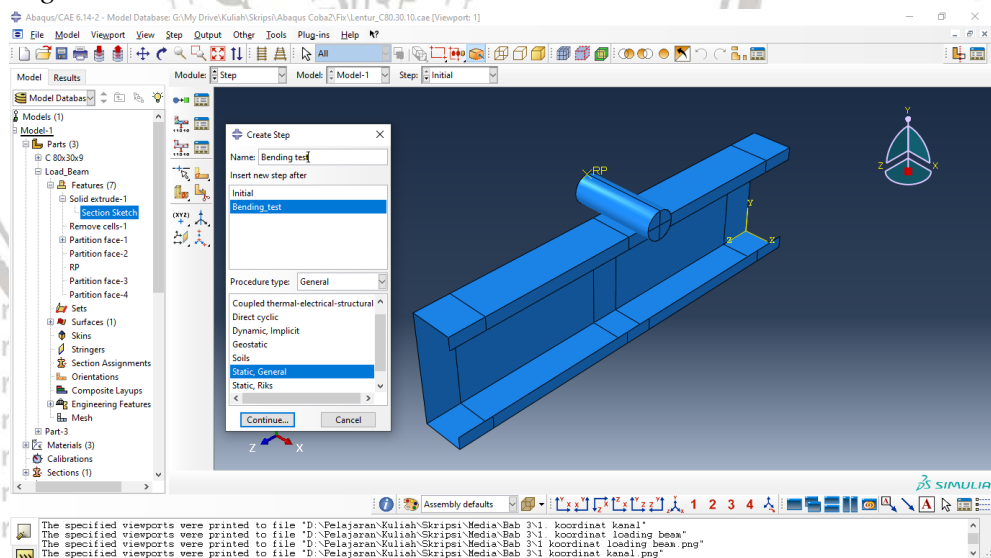 Abaqus/CAE 6.14-2 - Model Database: G:\My Drive\Kuliah\Skripsi\Abaqus Coba2\Fix\Lentur_C80.30.10.cae [Viewport: 1]
File Model Viewport View Step Output Other Tools Plug-ins Help
All
Model Results
Module: Step Model: Model-1 Step: Initial
Model Databas
Models (1)
Model-1
Parts (3)
C 80x30x9
Load_Beam
Features (7)
Solid extrude-1
Section Sketch
Remove cells-1
Partition face-1
Partition face-2
RP
Partition face-3
Partition face-4
Sets
Surfaces (1)
Skins
Stringers
Section Assignments
Orientations
Composite Layups
Engineering Features
Mesh
Part-3
Materials (3)
Calibrations
Sections (1)
Create Step
Name: Bending test
Insert new step after
Initial
Bending_test
Procedure type: General
Coupled thermal-electrical-structural
Direct cyclic
Dynamic, Implicit
Geostatic
Soils
Static, General
Static, Riks
Continue... Cancel
RP
Y
Z X
Y
Z X
Z X
SIMULIA
Assembly defaults
1 2 3 4
The specified viewports were printed to file "D:\Pelajaran\Kuliah\Skripsi\Media\Bab 3\1. koordinat kanal"
The specified viewports were printed to file "D:\Pelajaran\Kuliah\Skripsi\Media\Bab 3\1. koordinat loading beam"
The specified viewports were printed to file "D:\Pelajaran\Kuliah\Skripsi\Media\Bab 3\1 koordinat loading beam.png"
The specified viewports were printed to file "D:\Pelajaran\Kuliah\Skripsi\Media\Bab 3\1 koordinat kanal.png"